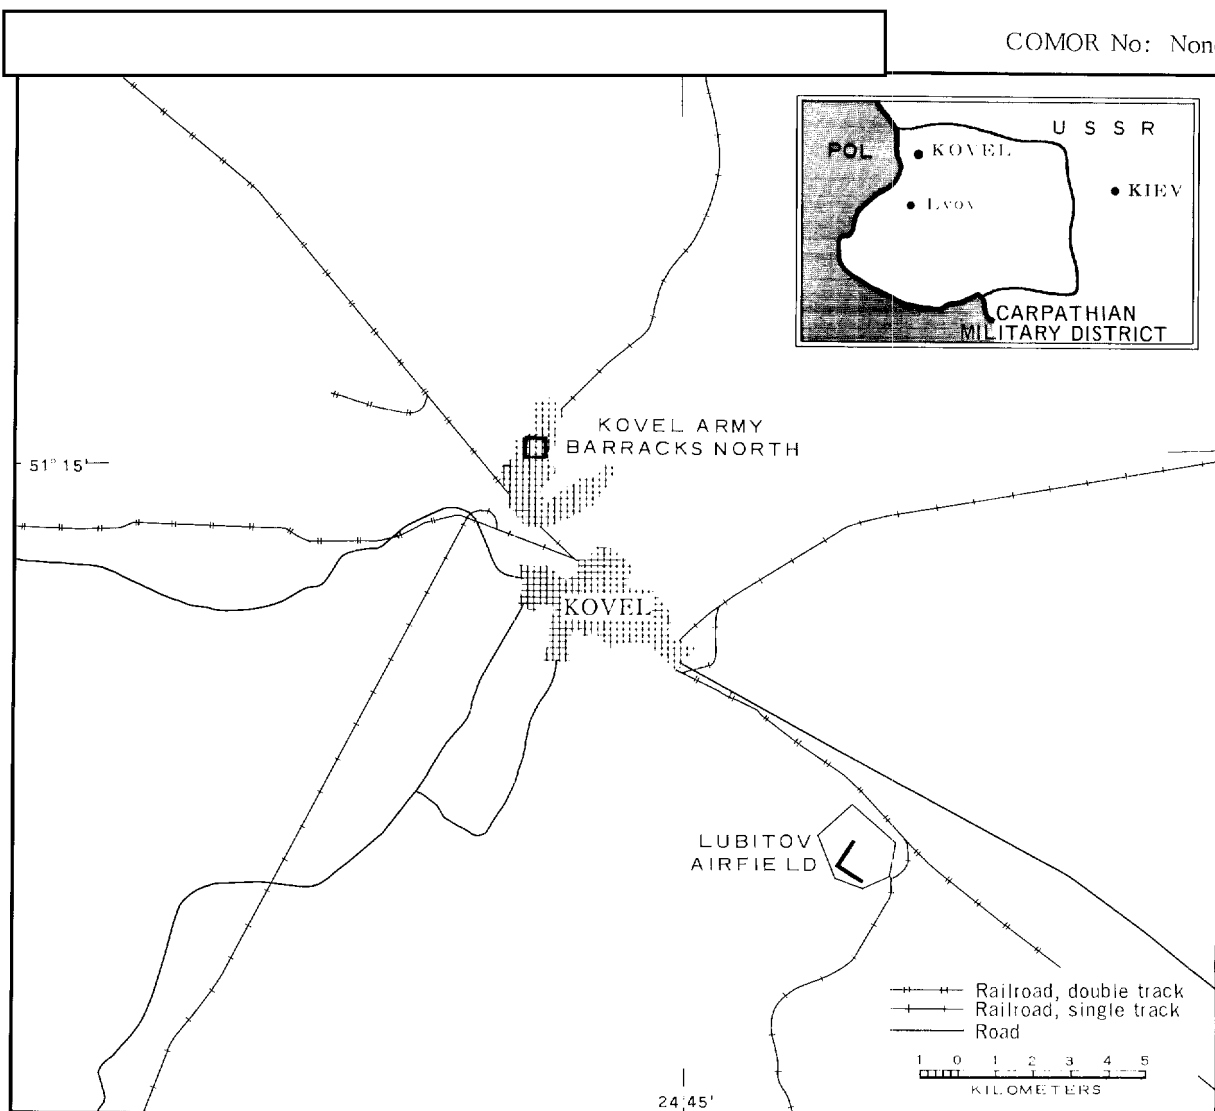 COMOR No:
U S S R
POL
KOVEL
KIEV
Lvov
CARPATHIAN
MILITARY DISTRICT
KOVEL ARMY
BARRACKS NORTH
51° 15'
KOVEL
LUBITOV
AIRFIELD
Railroad, double track
Railroad, single track
Road
1 0 1 2 3 4 5
KILOMETERS
24°45'